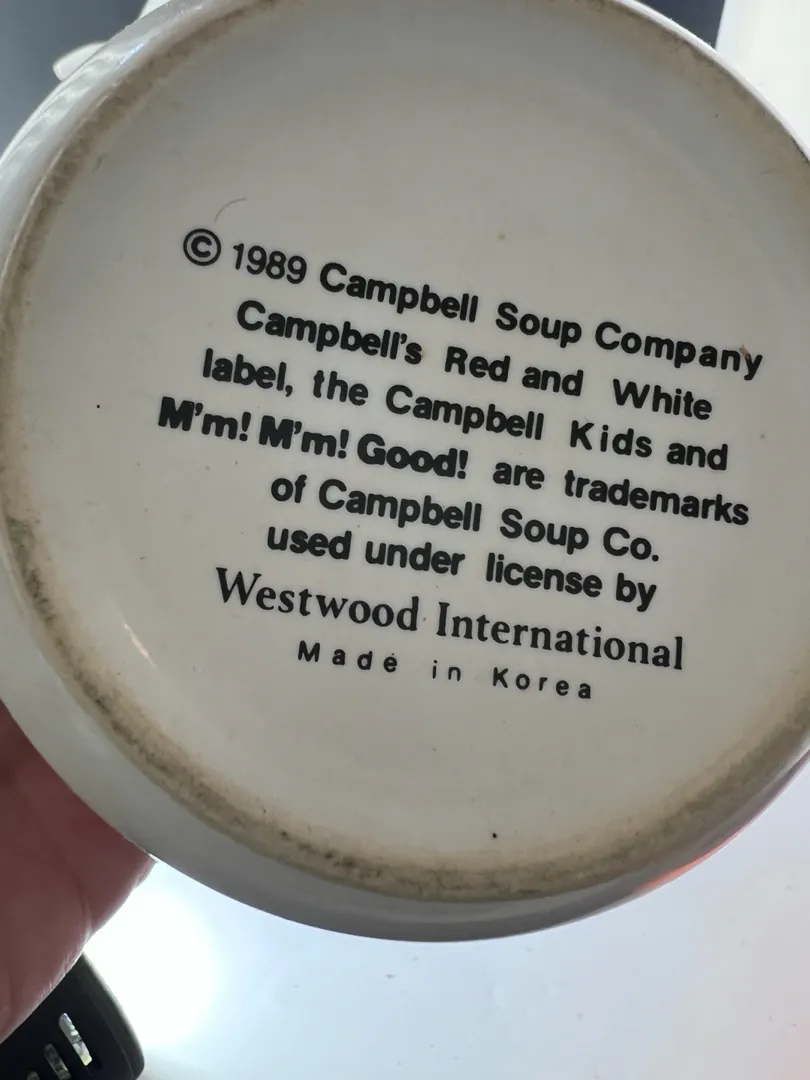 © 1989 Campbell Soup Company
Campbell's Red and White
label, the Campbell Kids and
M'm! M'm! Good! are trademarks
of Campbell Soup Co.
used under license by
Westwood International
Made in Korea